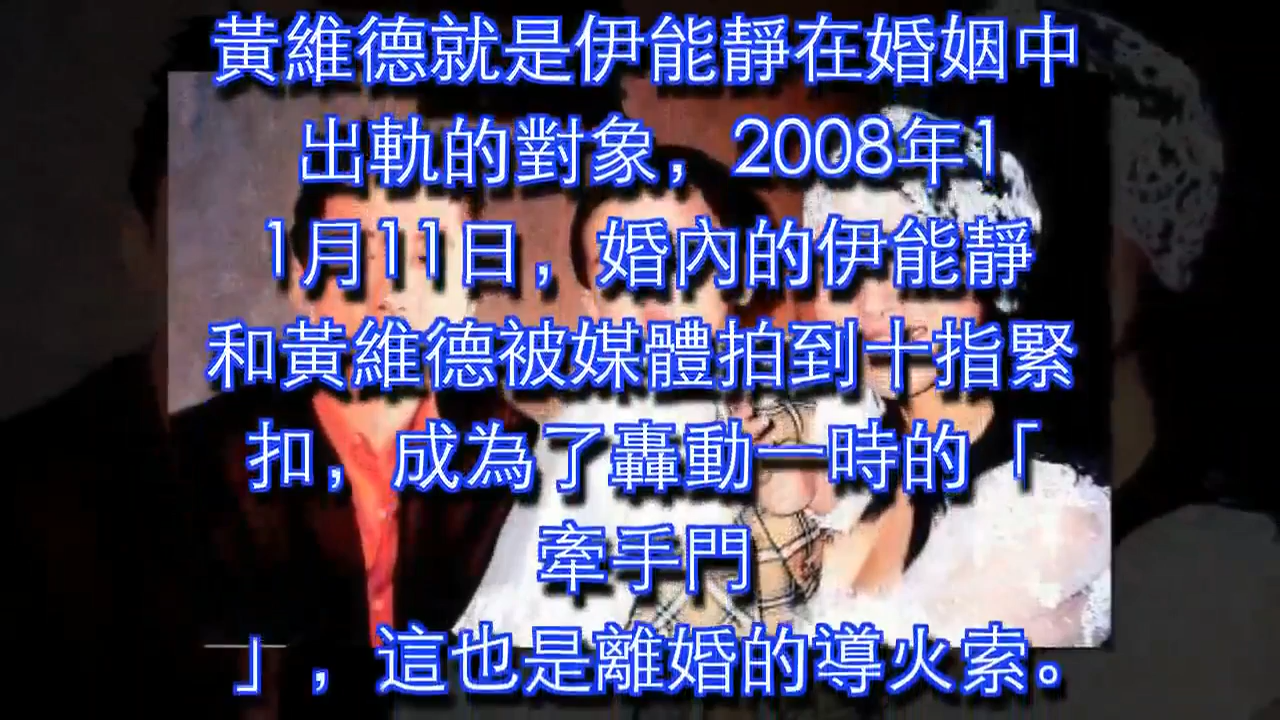 黃維德就是伊能靜在婚姻中
出軌的對象，2008年1
1月11日，婚內的伊能靜
和黃維德被媒體拍到十指緊
扣，成為了轟動一時的「
牽手門
」，這也是離婚的導火索。